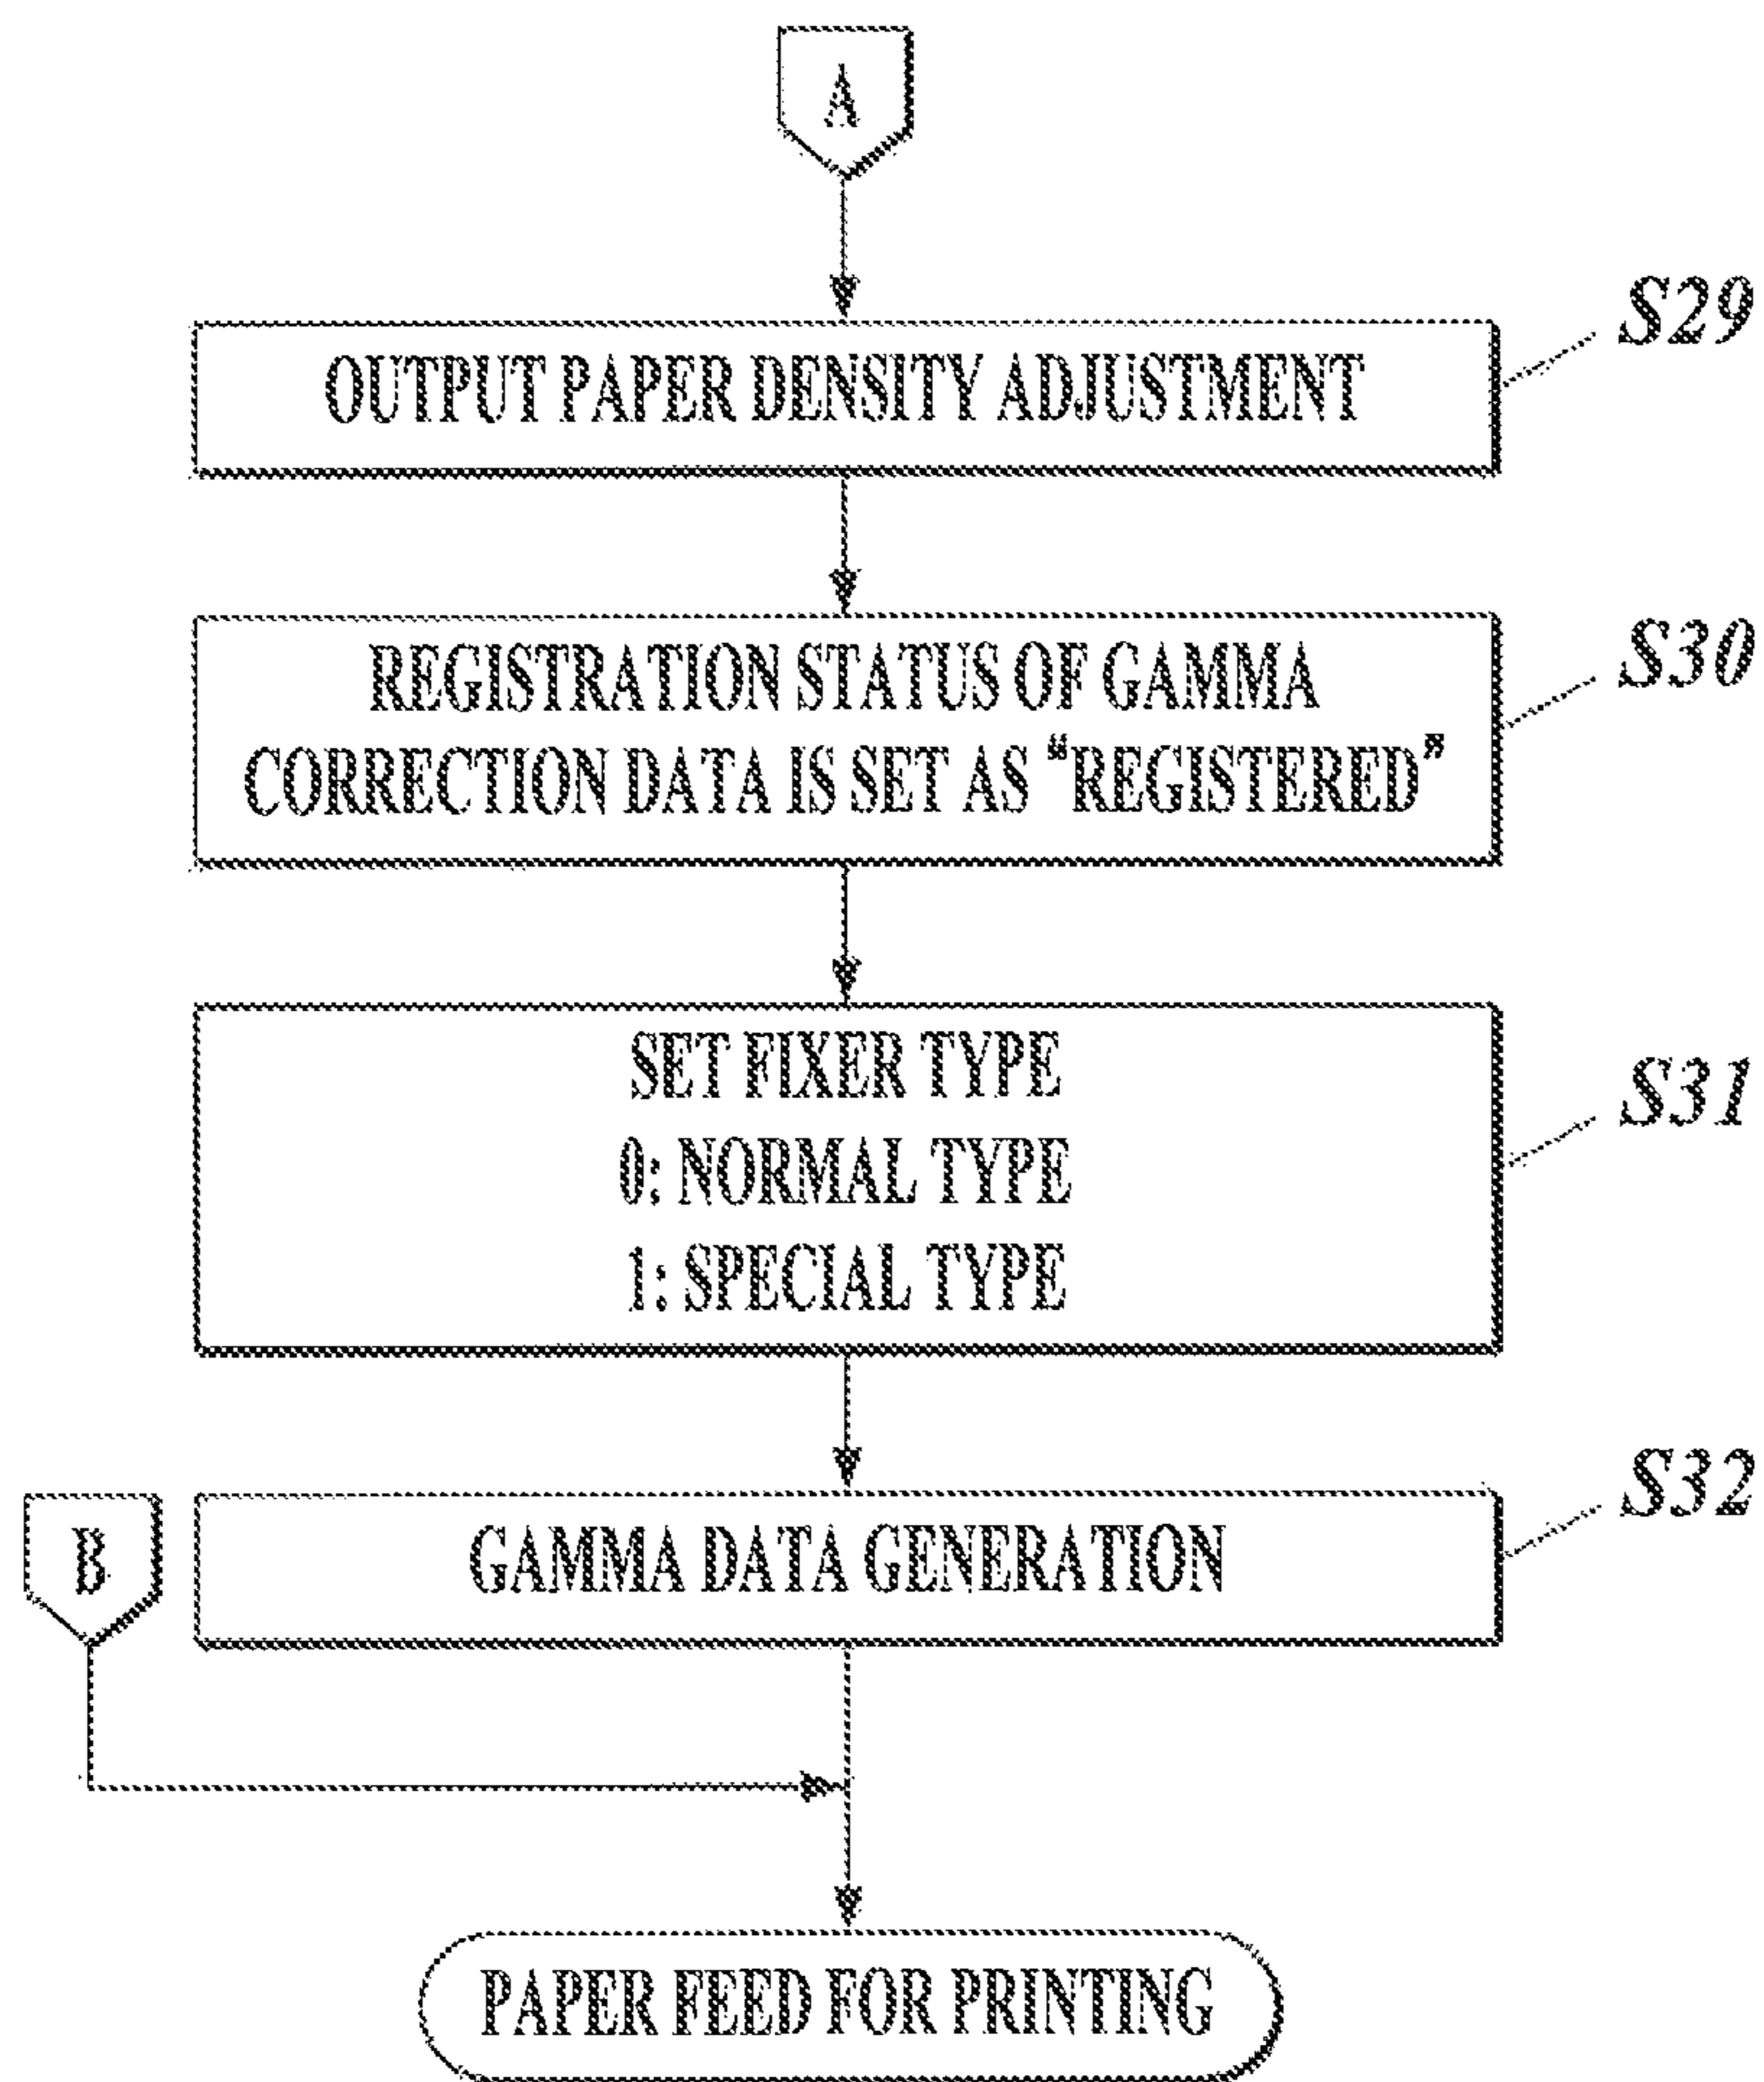 A
S29
OUTPUT PAPER DENSITY ADJUSTMENT
S30
REGISTRATION STATUS OF GAMMA
CORRECTION DATA IS SET AS “REGISTERED”
S31
SET FIXER TYPE
0: NORMAL TYPE
1: SPECIAL TYPE
S32
B
GAMMA DATA GENERATION
PAPER FEED FOR PRINTING